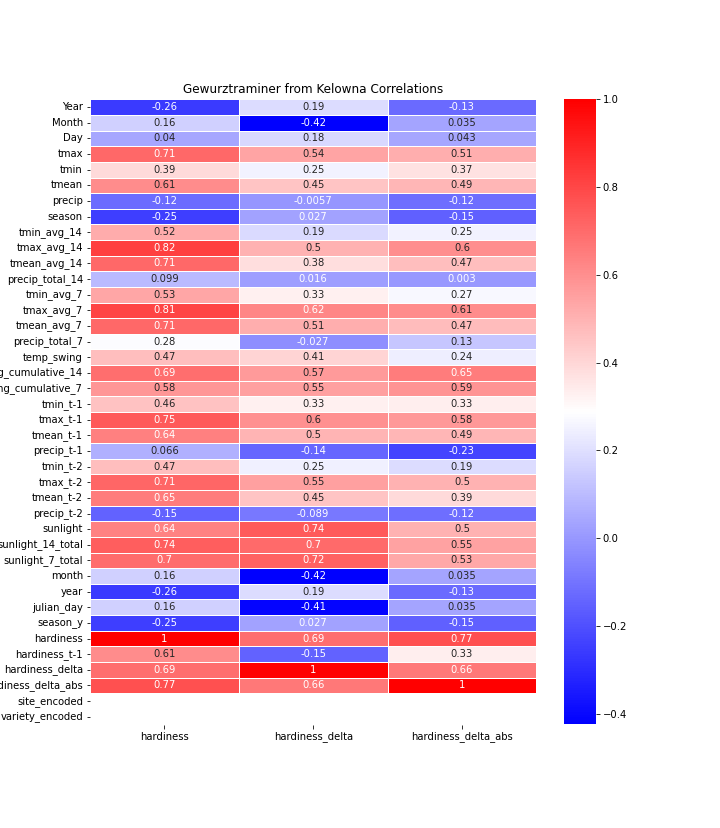 Gewurztraminer from Kelowna Correlations
Year -0.26 0.19 -0.13
Month 0.16 -0.42 0.035
Day 0.04 0.18 0.043
tmax 0.71 0.54 0.51
tmin 0.39 0.25 0.37
tmean 0.61 0.45 0.49
precip -0.12 -0.0057 -0.12
season -0.25 0.027 -0.15
tmin_avg_14 0.52 0.19 0.25
tmax_avg_14 0.82 0.5 0.6
tmean_avg_14 0.71 0.38 0.47
precip_total_14 0.099 0.016 0.003
tmin_avg_7 0.53 0.33 0.27
tmax_avg_7 0.81 0.62 0.61
tmean_avg_7 0.71 0.51 0.47
precip_total_7 0.28 -0.027 0.13
temp_swing 0.47 0.41 0.24
g_cumulative_14 0.69 0.57 0.65
ng_cumulative_7 0.58 0.55 0.59
tmin_t-1 0.46 0.33 0.33
tmax_t-1 0.75 0.6 0.58
tmean_t-1 0.64 0.5 0.49
precip_t-1 0.066 -0.14 -0.23
tmin_t-2 0.47 0.25 0.19
tmax_t-2 0.71 0.55 0.5
tmean_t-2 0.65 0.45 0.39
precip_t-2 -0.15 -0.089 -0.12
sunlight 0.64 0.74 0.5
sunlight_14_total 0.74 0.7 0.55
sunlight_7_total 0.7 0.72 0.53
month 0.16 -0.42 0.035
year -0.26 0.19 -0.13
julian_day 0.16 -0.41 0.035
season_y -0.25 0.027 -0.15
hardiness 1 0.69 0.77
hardiness_t-1 0.61 -0.15 0.33
hardiness_delta 0.69 1 0.66
diness_delta_abs 0.77 0.66 1
site_encoded
variety_encoded
hardiness hardiness_delta hardiness_delta_abs
1.0
0.8
0.6
0.4
0.2
0.0
−0.2
−0.4